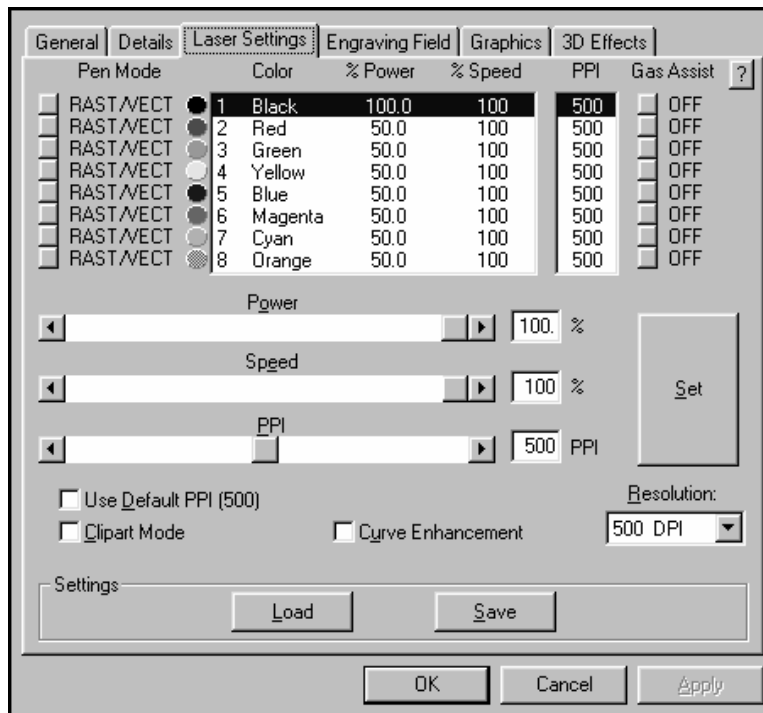 General Details Laser Settings Engraving Field Graphics 3D Effects
Pen Mode Color % Power % Speed PPI Gas Assist ?
RAST/VECT 1 Black 100.0 100 500 OFF
RAST/VECT 2 Red 50.0 100 500 OFF
RAST/VECT 3 Green 50.0 100 500 OFF
RAST/VECT 4 Yellow 50.0 100 500 OFF
RAST/VECT 5 Blue 50.0 100 500 OFF
RAST/VECT 6 Magenta 50.0 100 500 OFF
RAST/VECT 7 Cyan 50.0 100 500 OFF
RAST/VECT 8 Orange 50.0 100 500 OFF
Power
100. %
Speed
100 %
Set
PPI
500 PPI
Use Default PPI (500)
Resolution:
Clipart Mode Curve Enhancement 500 DPI
Settings
Load Save
OK Cancel Apply